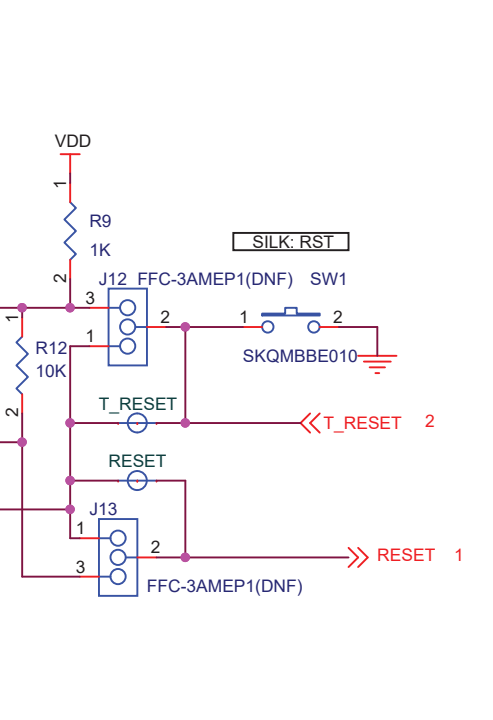 VDD
1
R9
1K
2
SILK: RST
J12 FFC-3AMEP1(DNF) SW1
3
2
1
2
1
1
R12
10K
2
SKQMBBE010
T_RESET
T_RESET 2
RESET
J13
1
2
3
RESET 1
FFC-3AMEP1(DNF)